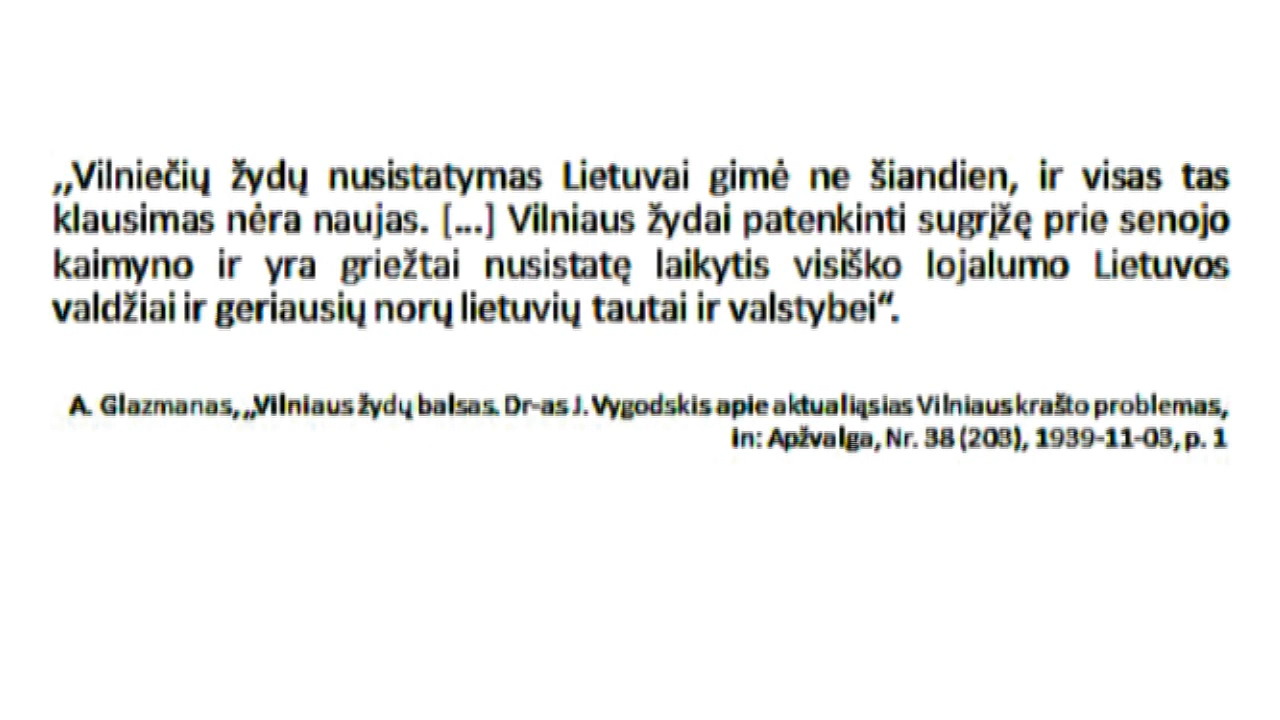 ,,Vilniečių žydų nusistatymas Lietuvai gimė ne šiandien, ir visas tas
klausimas nėra naujas. [...] Vilniaus žydai patenkinti sugrįžę prie senojo
kaimyno ir yra griežtai nusistatę laikytis visiško lojalumo Lietuvos
valdžiai ir geriausių norų lietuvių tautai ir valstybei“.
A. Glazmanas, „Vilniaus žydų balsas. Dr-as J. Vygodskis apie aktualiąsias Vilniaus krašto problemas,
in: Apžvalga, Nr. 38 (203), 1939-11-03, p. 1